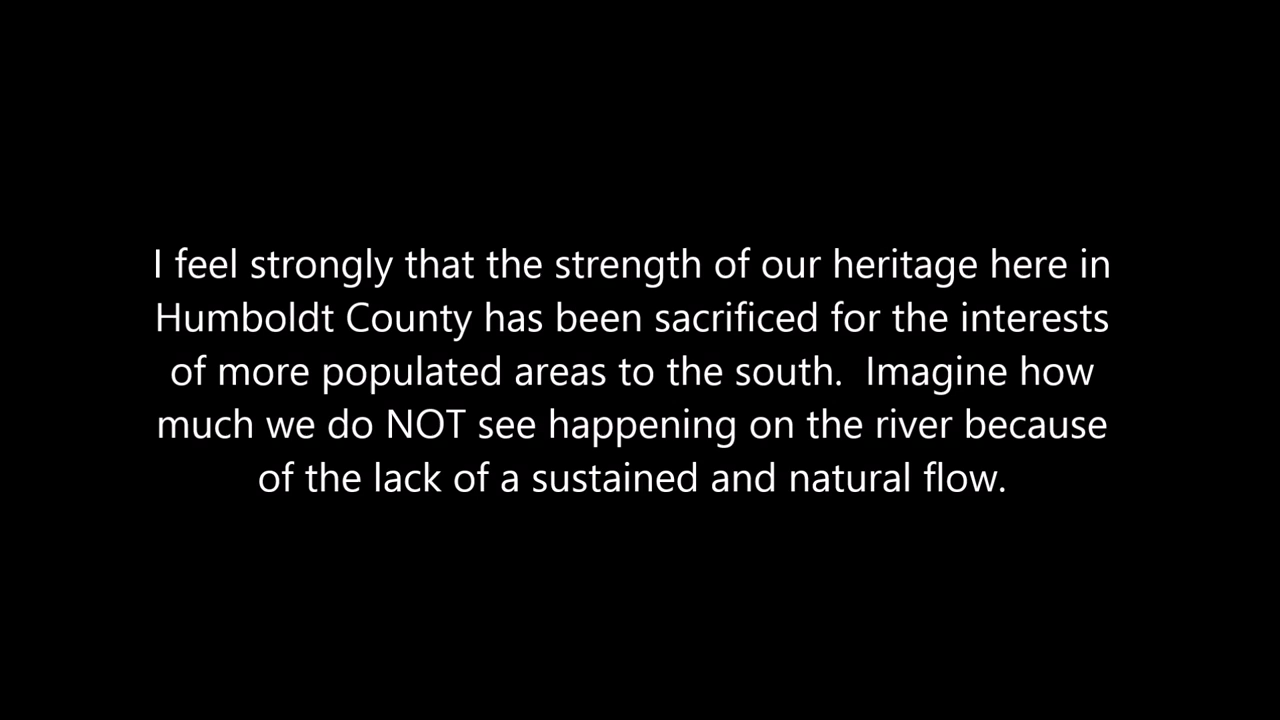 I feel strongly that the strength of our heritage here in
Humboldt County has been sacrificed for the interests
of more populated areas to the south.  Imagine how
much we do NOT see happening on the river because
of the lack of a sustained and natural flow.